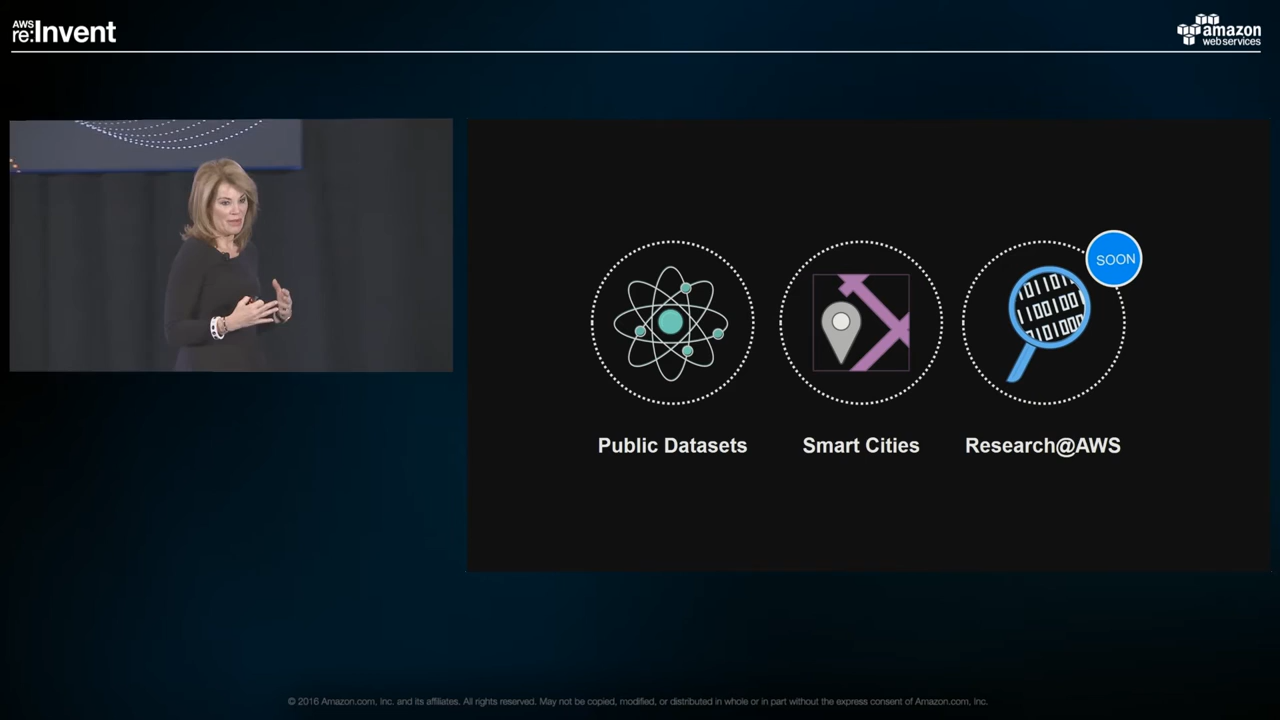 AWS
re:Invent
amazon
webservices
SOON
Public Datasets
Smart Cities
Research@AWS
© 2016 Amazon.com, Inc. and its affiliates. All rights reserved. May not be copied, modified, or distributed in whole or in part without the express consent of Amazon.com, Inc.